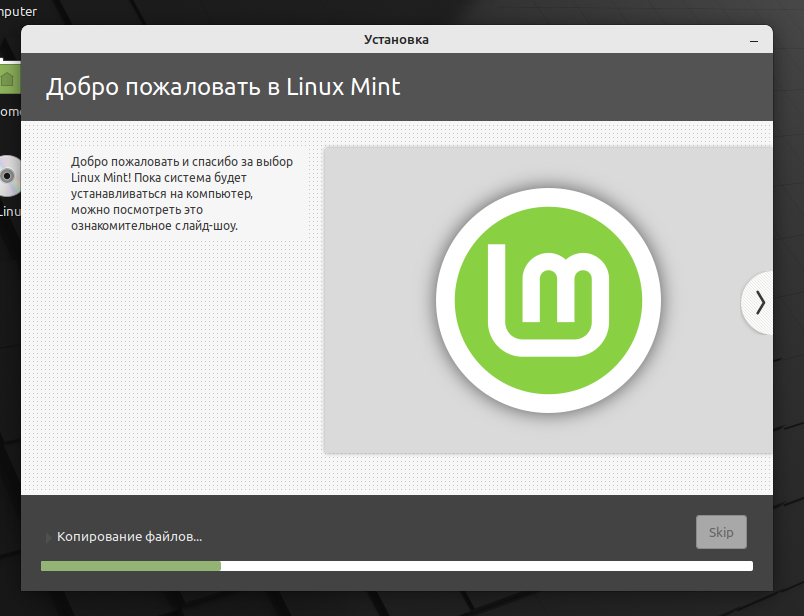 mputer
Установка
Добро пожаловать в Linux Mint
ome
Linu
Добро пожаловать и спасибо за выбор
Linux Mint! Пока система будет
устанавливаться на компьютер,
можно посмотреть это
ознакомительное слайд-шоу.
Копирование файлов...
Skip